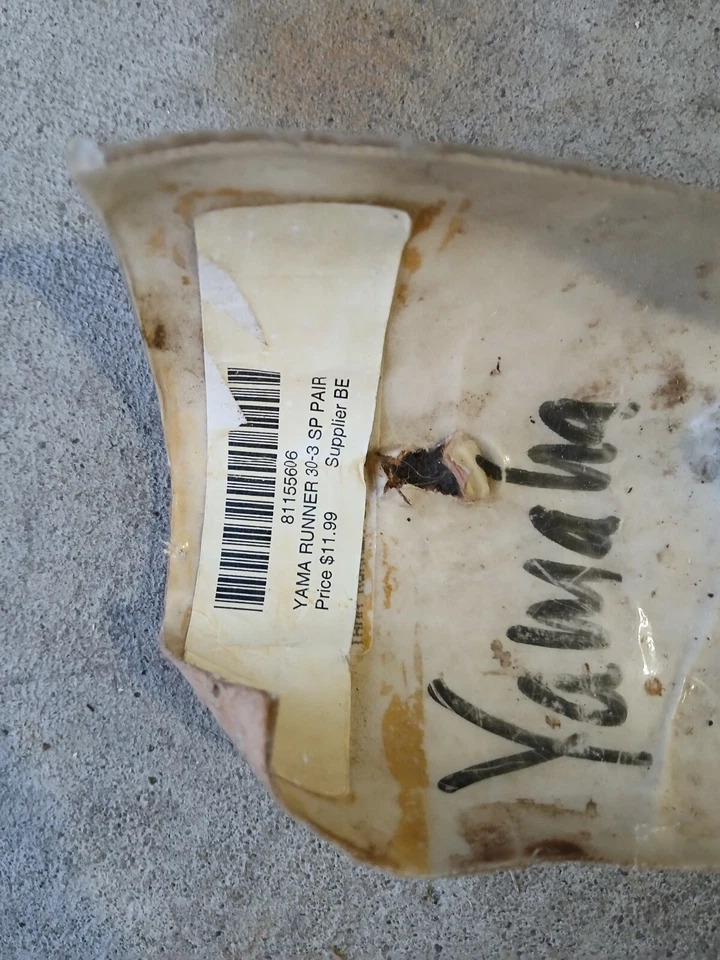 81155606
YAMA RUNNER 30-3 SP PAIR
Price $11.99 Supplier BE
Yamaha